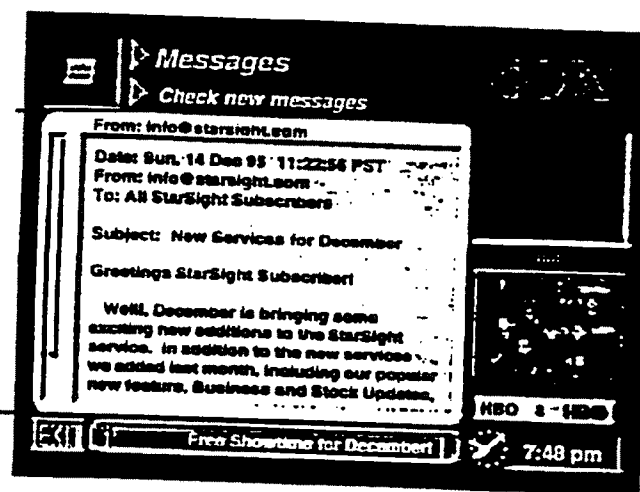 Messages
Check new messages
From: info@starsight.com
Date: Sun, 14 Dec 95 11:22:56 PST
From: info@starsight.com
To: All StarSight Subscribers
Subject: New Services for December
Greetings StarSight Subscriber!
Well, December is bringing some
exciting new additions to the StarSight
service. In addition to the new services
we added last month, including our popular
new feature, Business and Stock Updates,
HBO 8 - HBO
EXIT
Free Showtime for December!
7:48 pm